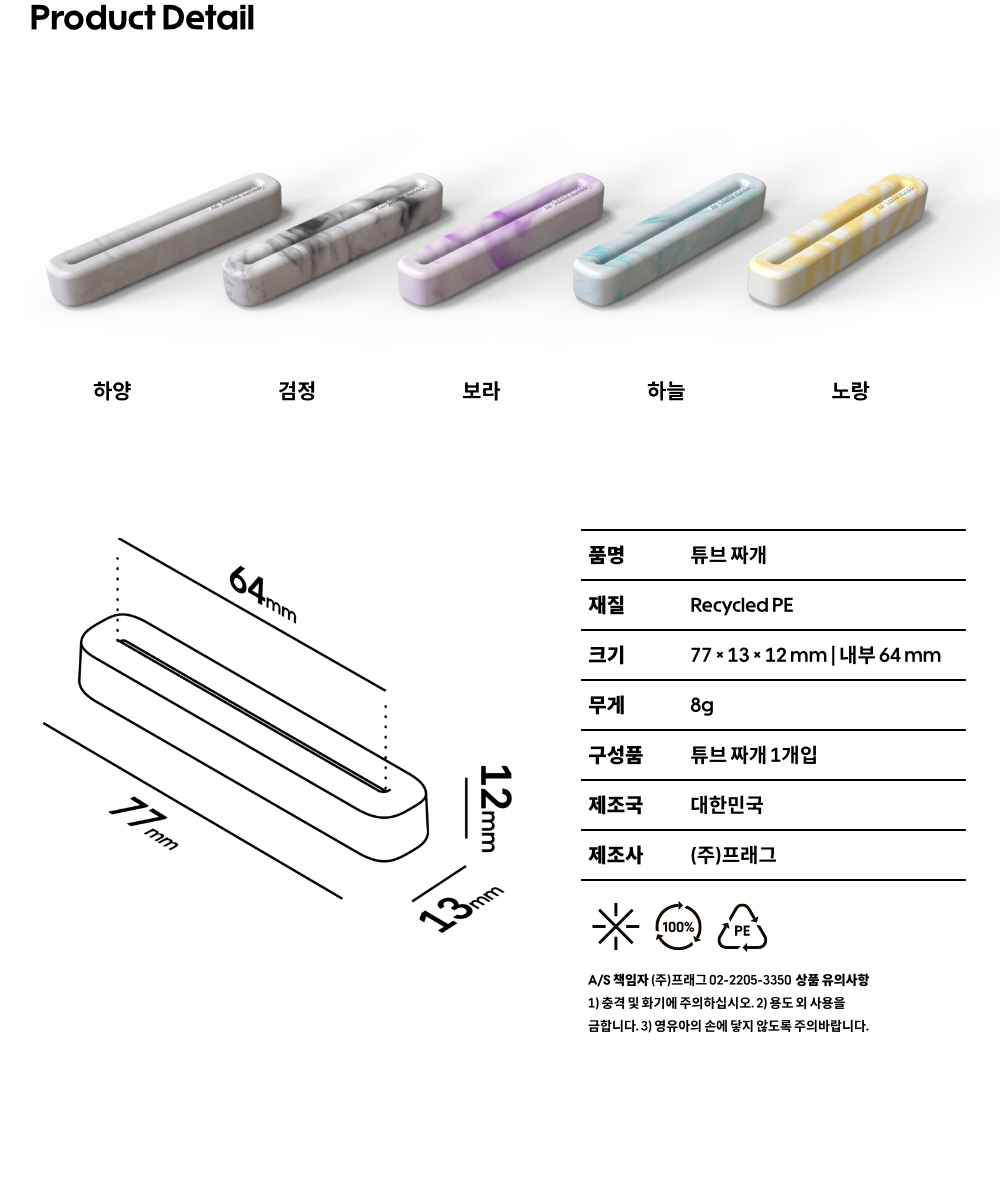 Product Detail
하양
검정
보라
하늘
노랑
64mm
77mm
12mm
13mm
품명 튜브 짜개
재질 Recycled PE
크기 77 × 13 × 12 mm | 내부 64 mm
무게 8g
구성품 튜브 짜개 1개입
제조국 대한민국
제조사 (주)프래그
100%
PE
A/S 책임자 (주)프래그 02-2205-3350 상품 유의사항
1) 충격 및 화기에 주의하십시오. 2) 용도 외 사용을
금합니다. 3) 영유아의 손에 닿지 않도록 주의바랍니다.